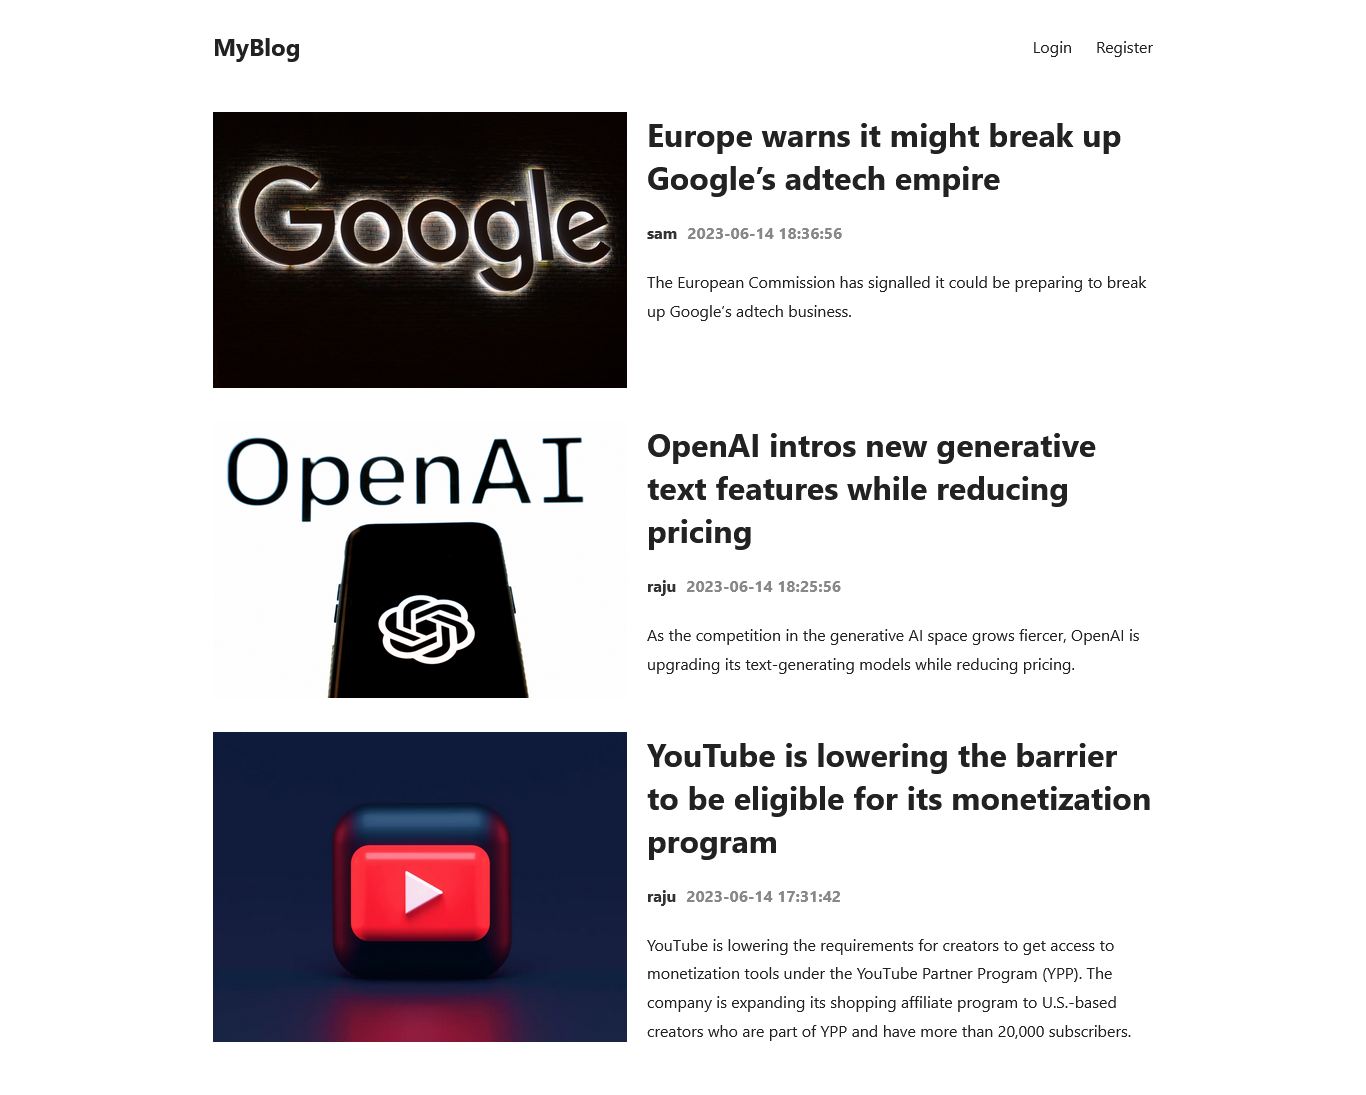 MyBlog
Login Register
Google
Europe warns it might break up
Google’s adtech empire
sam 2023-06-14 18:36:56
The European Commission has signalled it could be preparing to break
up Google’s adtech business.
OpenAI
OpenAI intros new generative
text features while reducing
pricing
raju 2023-06-14 18:25:56
As the competition in the generative AI space grows fiercer, OpenAI is
upgrading its text-generating models while reducing pricing.
YouTube is lowering the barrier
to be eligible for its monetization
program
raju 2023-06-14 17:31:42
YouTube is lowering the requirements for creators to get access to
monetization tools under the YouTube Partner Program (YPP). The
company is expanding its shopping affiliate program to U.S.-based
creators who are part of YPP and have more than 20,000 subscribers.